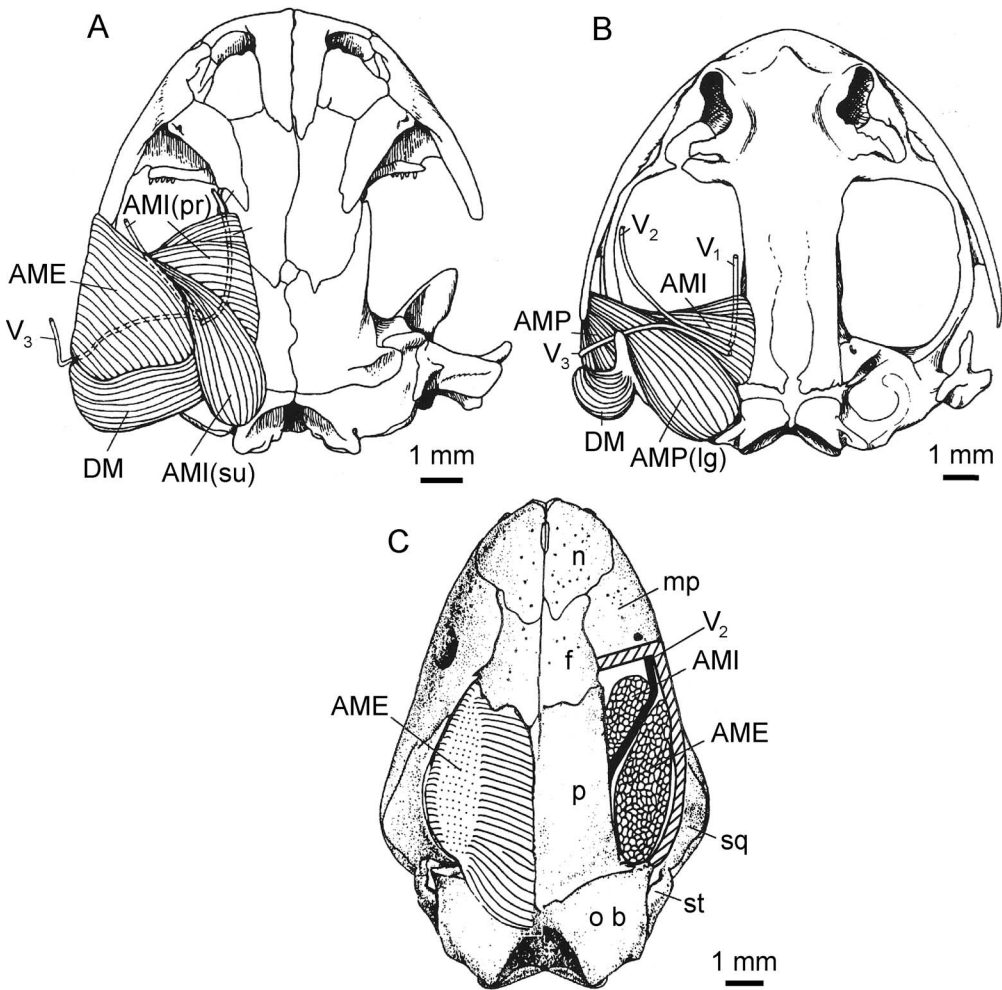 A
B
AMI(pr)
AME
V3
DM
AMI(su)
1 mm
V2
V1
AMI
AMP
V3
DM
AMP(lg)
1 mm
C
n
mp
V2
f
AMI
AME
AME
p
sq
st
o b
1 mm